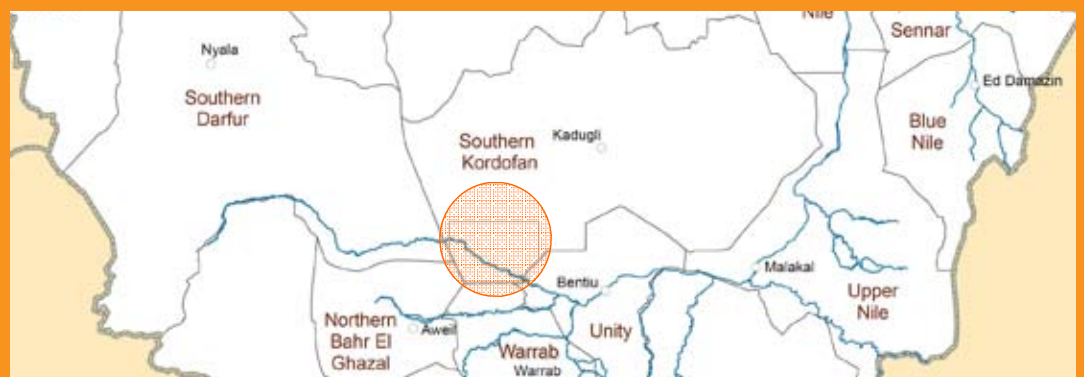 Nile
Sennar
Nyala
Ed Damazin
Southern
Darfur
Blue
Nile
Kadugli
Southern
Kordofan
Malakal
Bentiu
Upper
Nile
Northern
Bahr El
Ghazal
Aweil
Unity
Warrab
Warrab